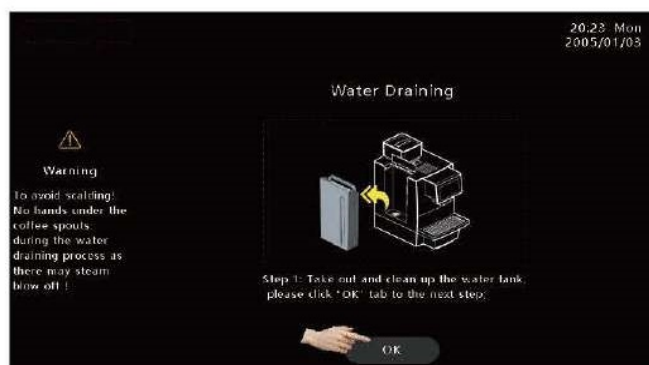 20:23 Mon
2005/01/03
Water Draining
Warning
To avoid scalding!
No hands under the
coffee spouts
during the water
draining process as
there may steam
blow off !
Step 1: Take out and clean up the water tank,
please click "OK" tab to the next step;
OK